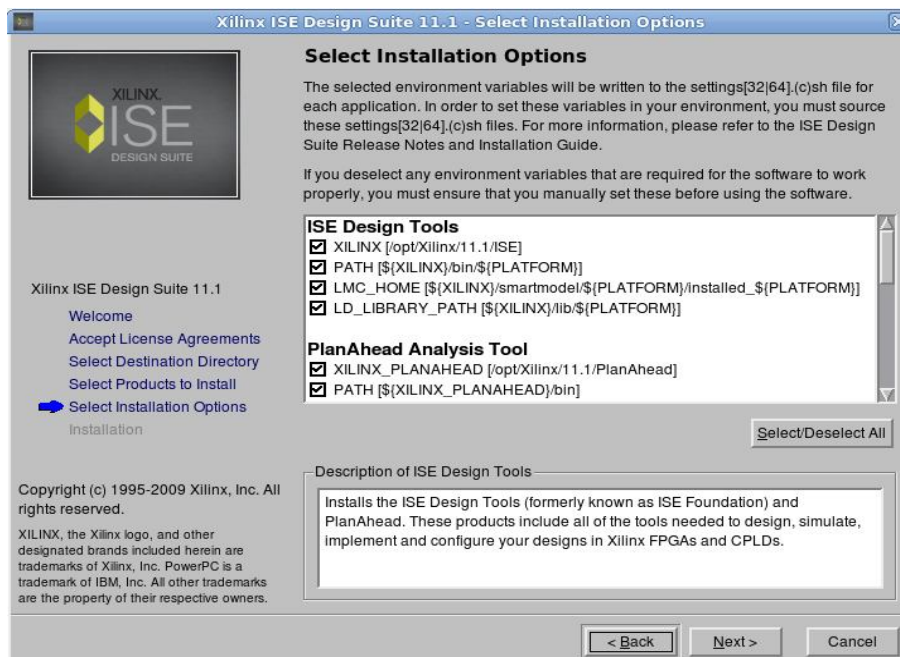 Xilinx ISE Design Suite 11.1 - Select Installation Options
XILINX.
ISE
DESIGN SUITE
Xilinx ISE Design Suite 11.1
Welcome
Accept License Agreements
Select Destination Directory
Select Products to Install
Select Installation Options
Installation
Copyright (c) 1995-2009 Xilinx, Inc. All
rights reserved.
XILINX, the Xilinx logo, and other
designated brands included herein are
trademarks of Xilinx, Inc. PowerPC is a
trademark of IBM, Inc. All other trademarks
are the property of their respective owners.
Select Installation Options
The selected environment variables will be written to the settings[32|64].(c)sh file for
each application. In order to set these variables in your environment, you must source
these settings[32|64].(c)sh files. For more information, please refer to the ISE Design
Suite Release Notes and Installation Guide.
If you deselect any environment variables that are required for the software to work
properly, you must ensure that you manually set these before using the software.
ISE Design Tools
XILINX [/opt/Xilinx/11.1/ISE]
PATH [${XILINX}/bin/${PLATFORM}]
LMC_HOME [${XILINX}/smartmodel/${PLATFORM}/installed_${PLATFORM}]
LD_LIBRARY_PATH [${XILINX}/lib/${PLATFORM}]
PlanAhead Analysis Tool
XILINX_PLANAHEAD [/opt/Xilinx/11.1/PlanAhead]
PATH [${XILINX_PLANAHEAD}/bin]
Select/Deselect All
Description of ISE Design Tools
Installs the ISE Design Tools (formerly known as ISE Foundation) and
PlanAhead. These products include all of the tools needed to design, simulate,
implement and configure your designs in Xilinx FPGAs and CPLDs.
< Back
Next >
Cancel